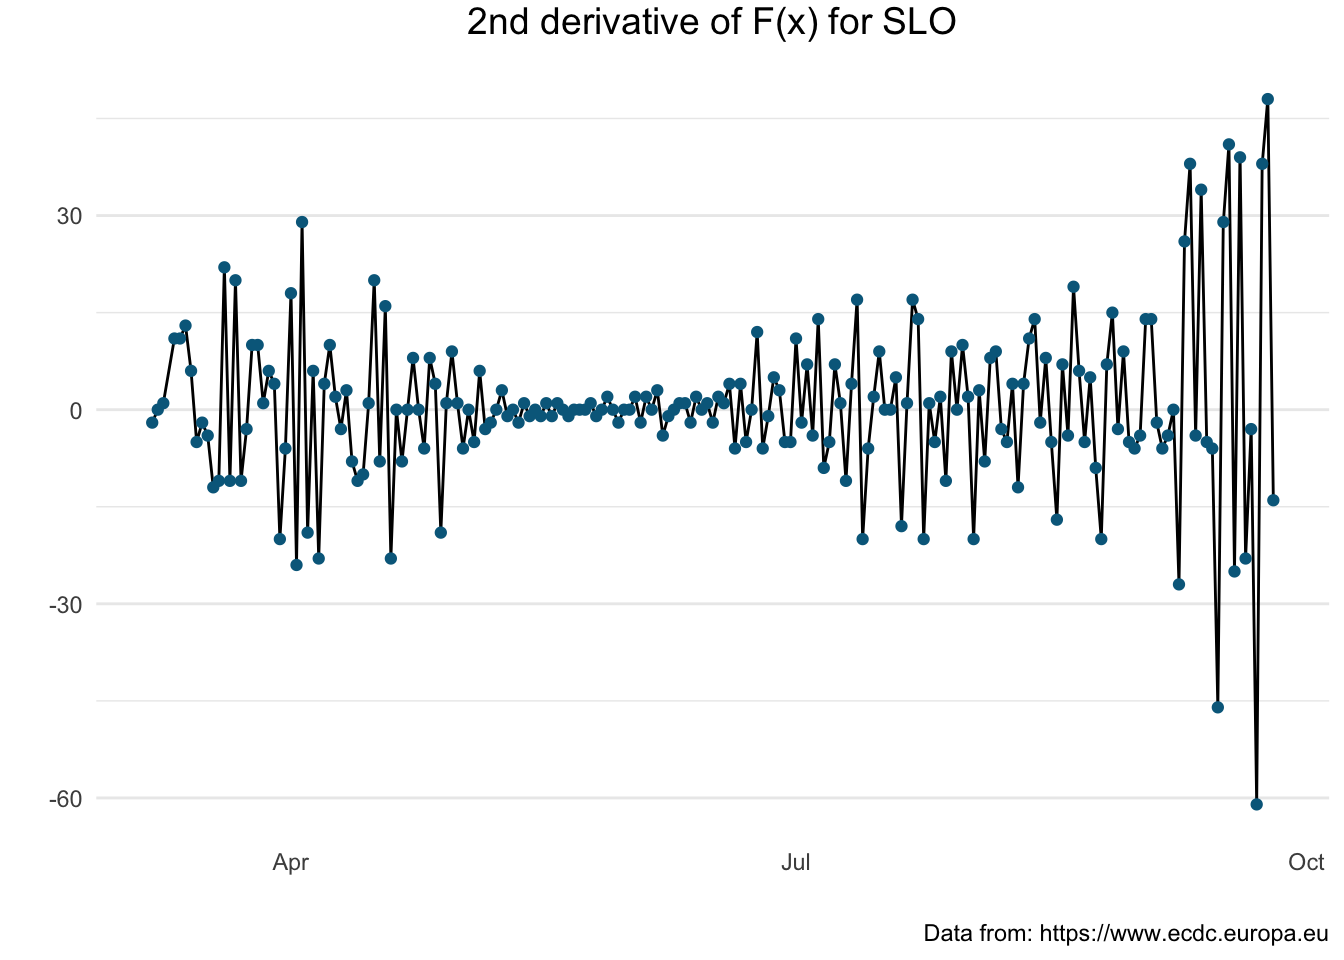 2nd derivative of F(x) for SLO
30
0
-30
-60
Apr Jul Oct
Data from: https://www.ecdc.europa.eu